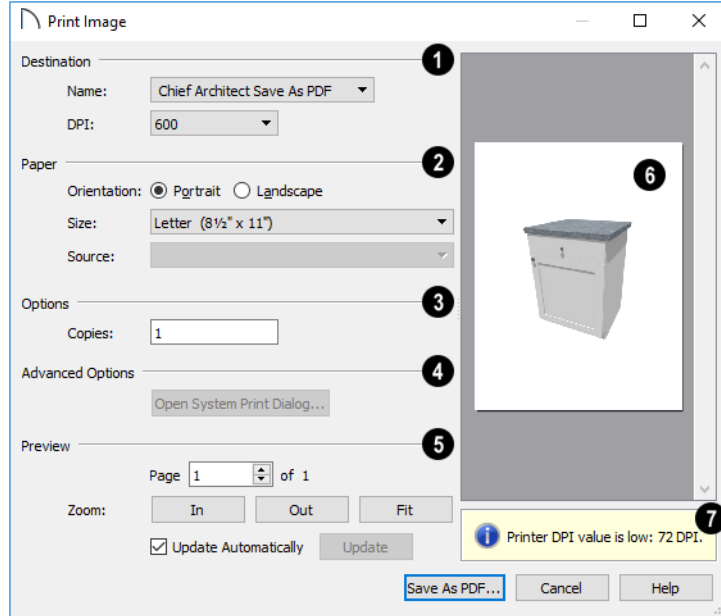 Print Image
Destination 1
Name: Chief Architect Save As PDF
DPI: 600
Paper 2
Orientation: Portrait Landscape
Size: Letter (8½" x 11")
Source:
Options 3
Copies: 1
Advanced Options 4
Open System Print Dialog...
Preview 5
Page 1 of 1
Zoom: In Out Fit
Update Automatically Update
6
7
Printer DPI value is low: 72 DPI.
Save As PDF... Cancel Help